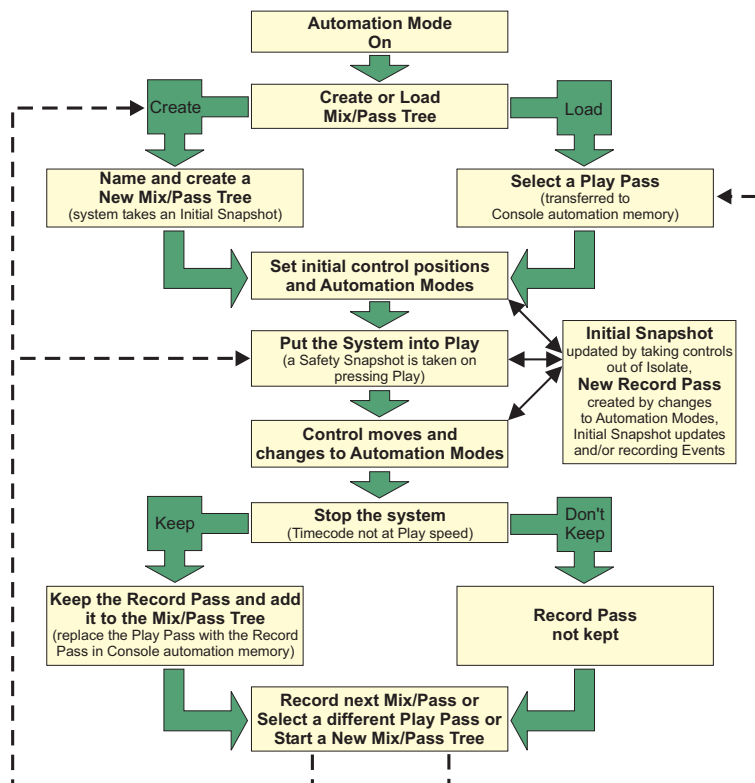 Automation Mode
On
Create
Create or Load
Mix/Pass Tree
Load
Name and create a
New Mix/Pass Tree
(system takes an Initial Snapshot)
Select a Play Pass
(transferred to
Console automation memory)
Set initial control positions
and Automation Modes
Put the System into Play
(a Safety Snapshot is taken on
pressing Play)
Initial Snapshot
updated by taking controls
out of Isolate,
New Record Pass
created by changes
to Automation Modes,
Initial Snapshot updates
and/or recording Events
Control moves and
changes to Automation Modes
Keep
Stop the system
(Timecode not at Play speed)
Don't
Keep
Keep the Record Pass and add
it to the Mix/Pass Tree
(replace the Play Pass with the Record
Pass in Console automation memory)
Record Pass
not kept
Record next Mix/Pass or
Select a different Play Pass or
Start a New Mix/Pass Tree